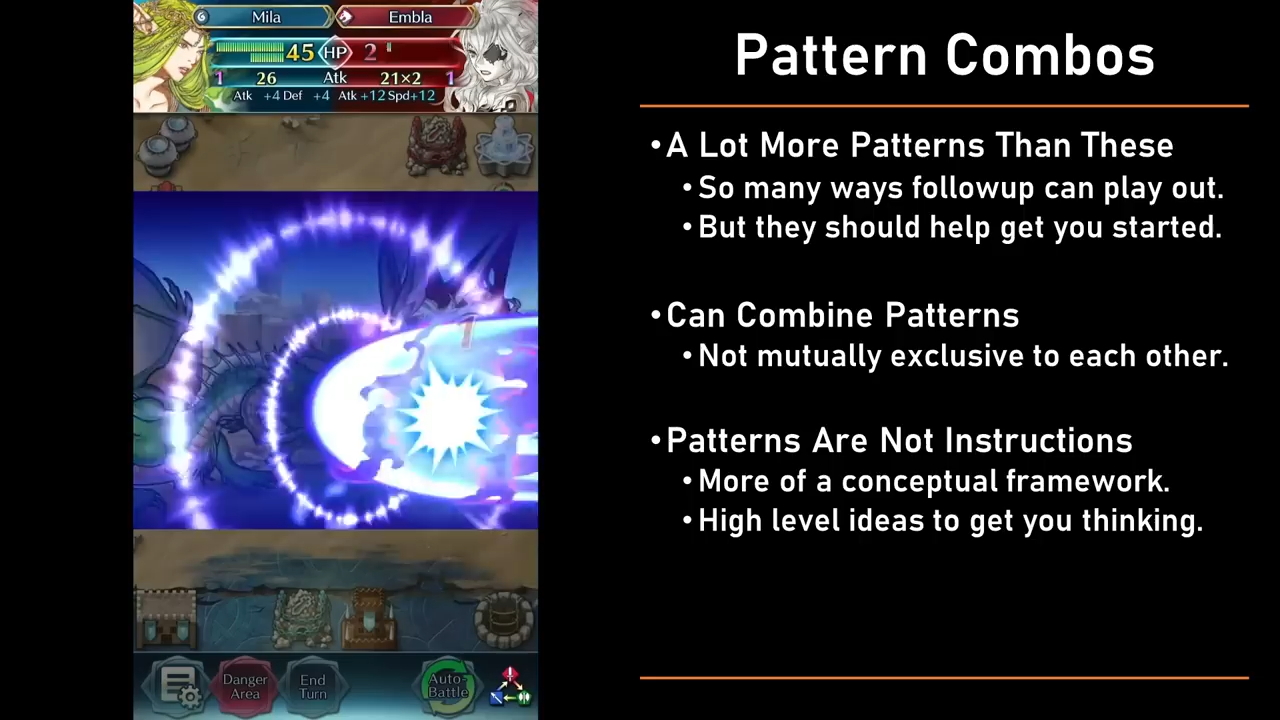 Mila
Embla
45 HP 2
1 26 Atk 21×2 1
Atk +4 Def +4 Atk +12 Spd+12
Danger Area
End Turn
Auto-Battle
Pattern Combos
•A Lot More Patterns Than These
•So many ways followup can play out.
•But they should help get you started.
•Can Combine Patterns
•Not mutually exclusive to each other.
•Patterns Are Not Instructions
•More of a conceptual framework.
•High level ideas to get you thinking.